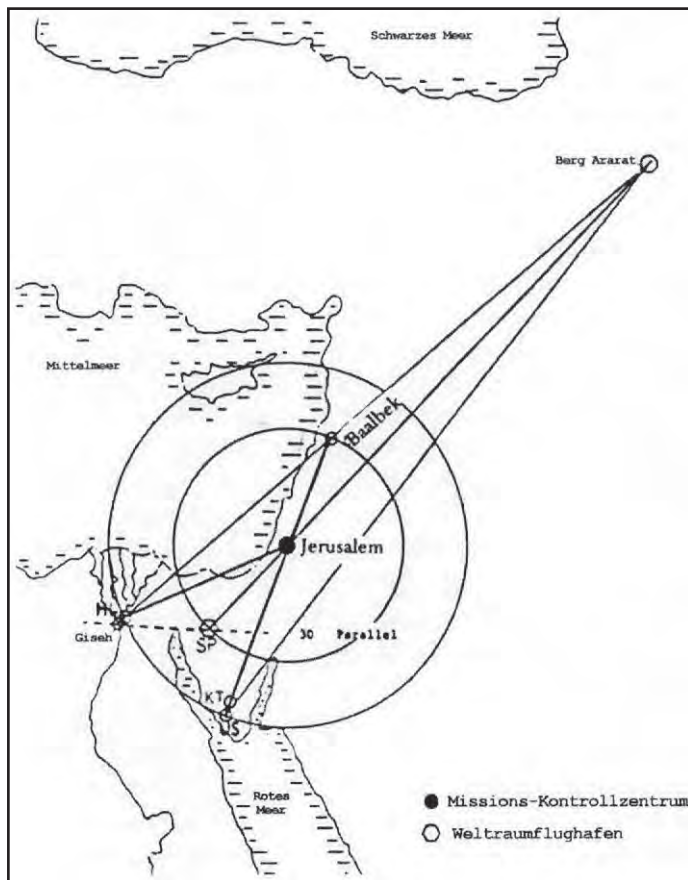 Schwarzes Meer
Berg Ararat
Mittelmeer
Baalbek
Jerusalem
Giseh
SP
30 Parallel
KT
Rotes
Meer
Missions-Kontrollzentrum
Weltraumflughafen